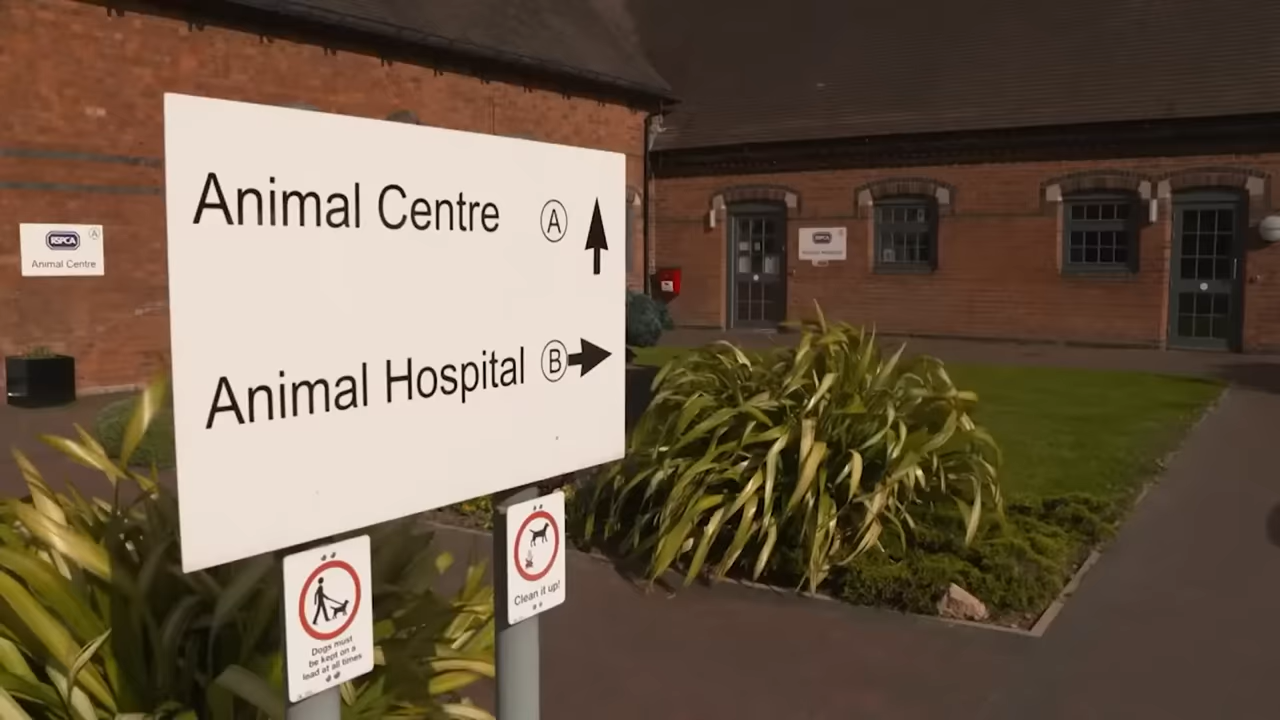 Animal Centre A
Animal Hospital B
RSPCA
A
Animal Centre
RSPCA
Dogs must
be kept on a
lead at all times
Clean it up!